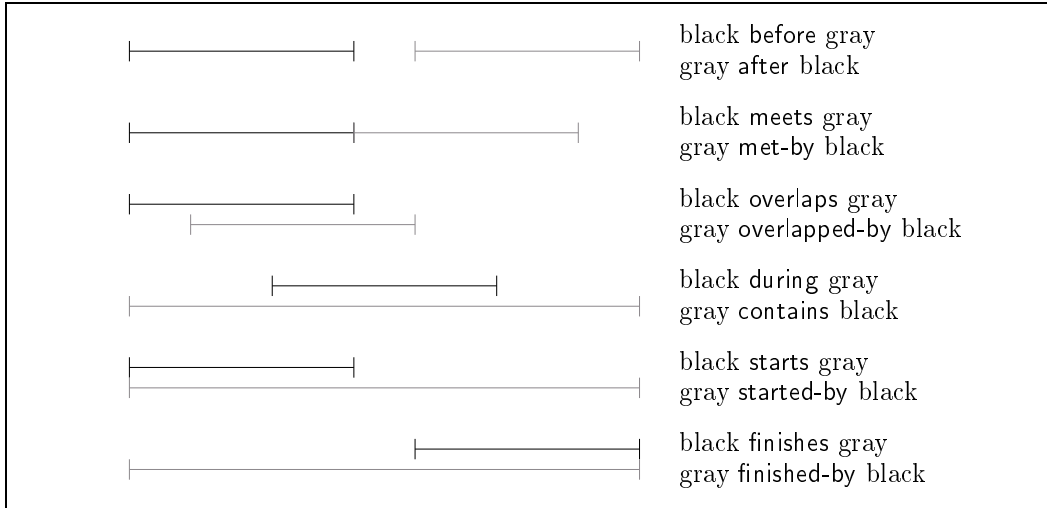 black before gray
gray after black
black meets gray
gray met-by black
black overlaps gray
gray overlapped-by black
black during gray
gray contains black
black starts gray
gray started-by black
black finishes gray
gray finished-by black